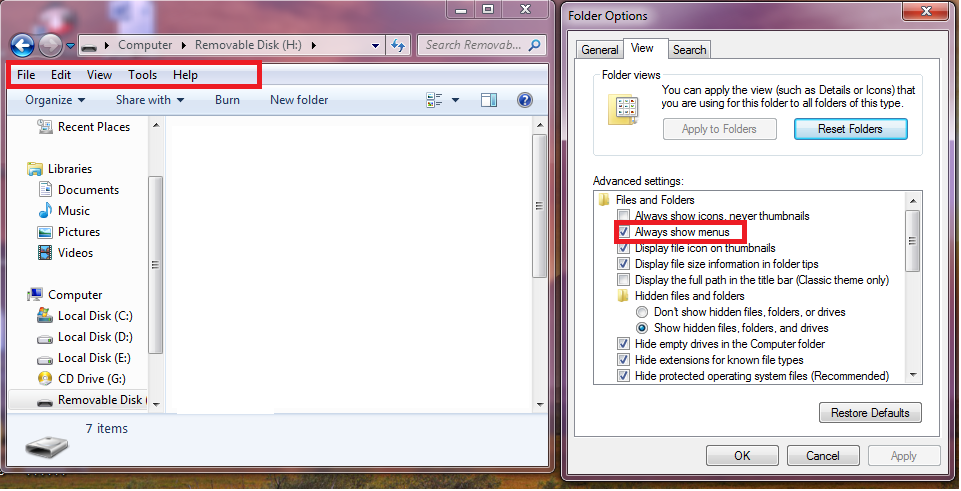 Computer Removable Disk (H:) Search Removab...
File Edit View Tools Help
Organize Share with Burn New folder
Recent Places
Libraries
Documents
Music
Pictures
Videos
Computer
Local Disk (C:)
Local Disk (D:)
Local Disk (E:)
CD Drive (G:)
Removable Disk (
7 items
Folder Options
General View Search
Folder views
You can apply the view (such as Details or Icons) that
you are using for this folder to all folders of this type.
Apply to Folders Reset Folders
Advanced settings:
Files and Folders
Always show icons, never thumbnails
Always show menus
Display file icon on thumbnails
Display file size information in folder tips
Display the full path in the title bar (Classic theme only)
Hidden files and folders
Don't show hidden files, folders, or drives
Show hidden files, folders, and drives
Hide empty drives in the Computer folder
Hide extensions for known file types
Hide protected operating system files (Recommended)
Restore Defaults
OK Cancel Apply